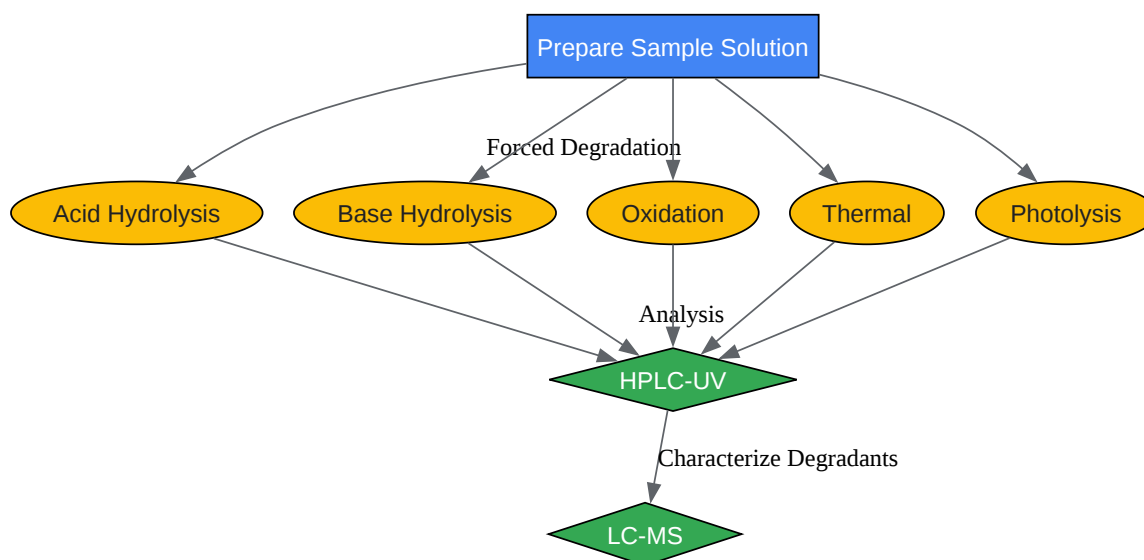 Prepare Sample Solution
Forced Degradation
Acid Hydrolysis
Base Hydrolysis
Oxidation
Thermal
Photolysis
Analysis
HPLC-UV
Characterize Degradants
LC-MS